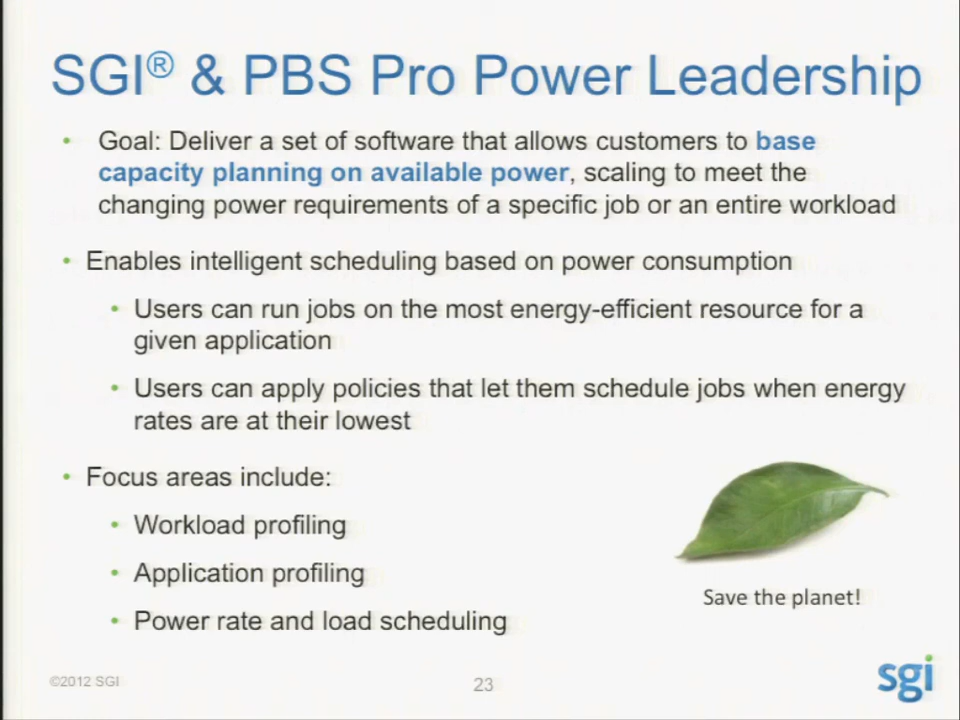 SGI® & PBS Pro Power Leadership
• Goal: Deliver a set of software that allows customers to base
capacity planning on available power, scaling to meet the
changing power requirements of a specific job or an entire workload
• Enables intelligent scheduling based on power consumption
• Users can run jobs on the most energy-efficient resource for a
given application
• Users can apply policies that let them schedule jobs when energy
rates are at their lowest
• Focus areas include:
• Workload profiling
• Application profiling
• Power rate and load scheduling
Save the planet!
©2012 SGI
23
sgi